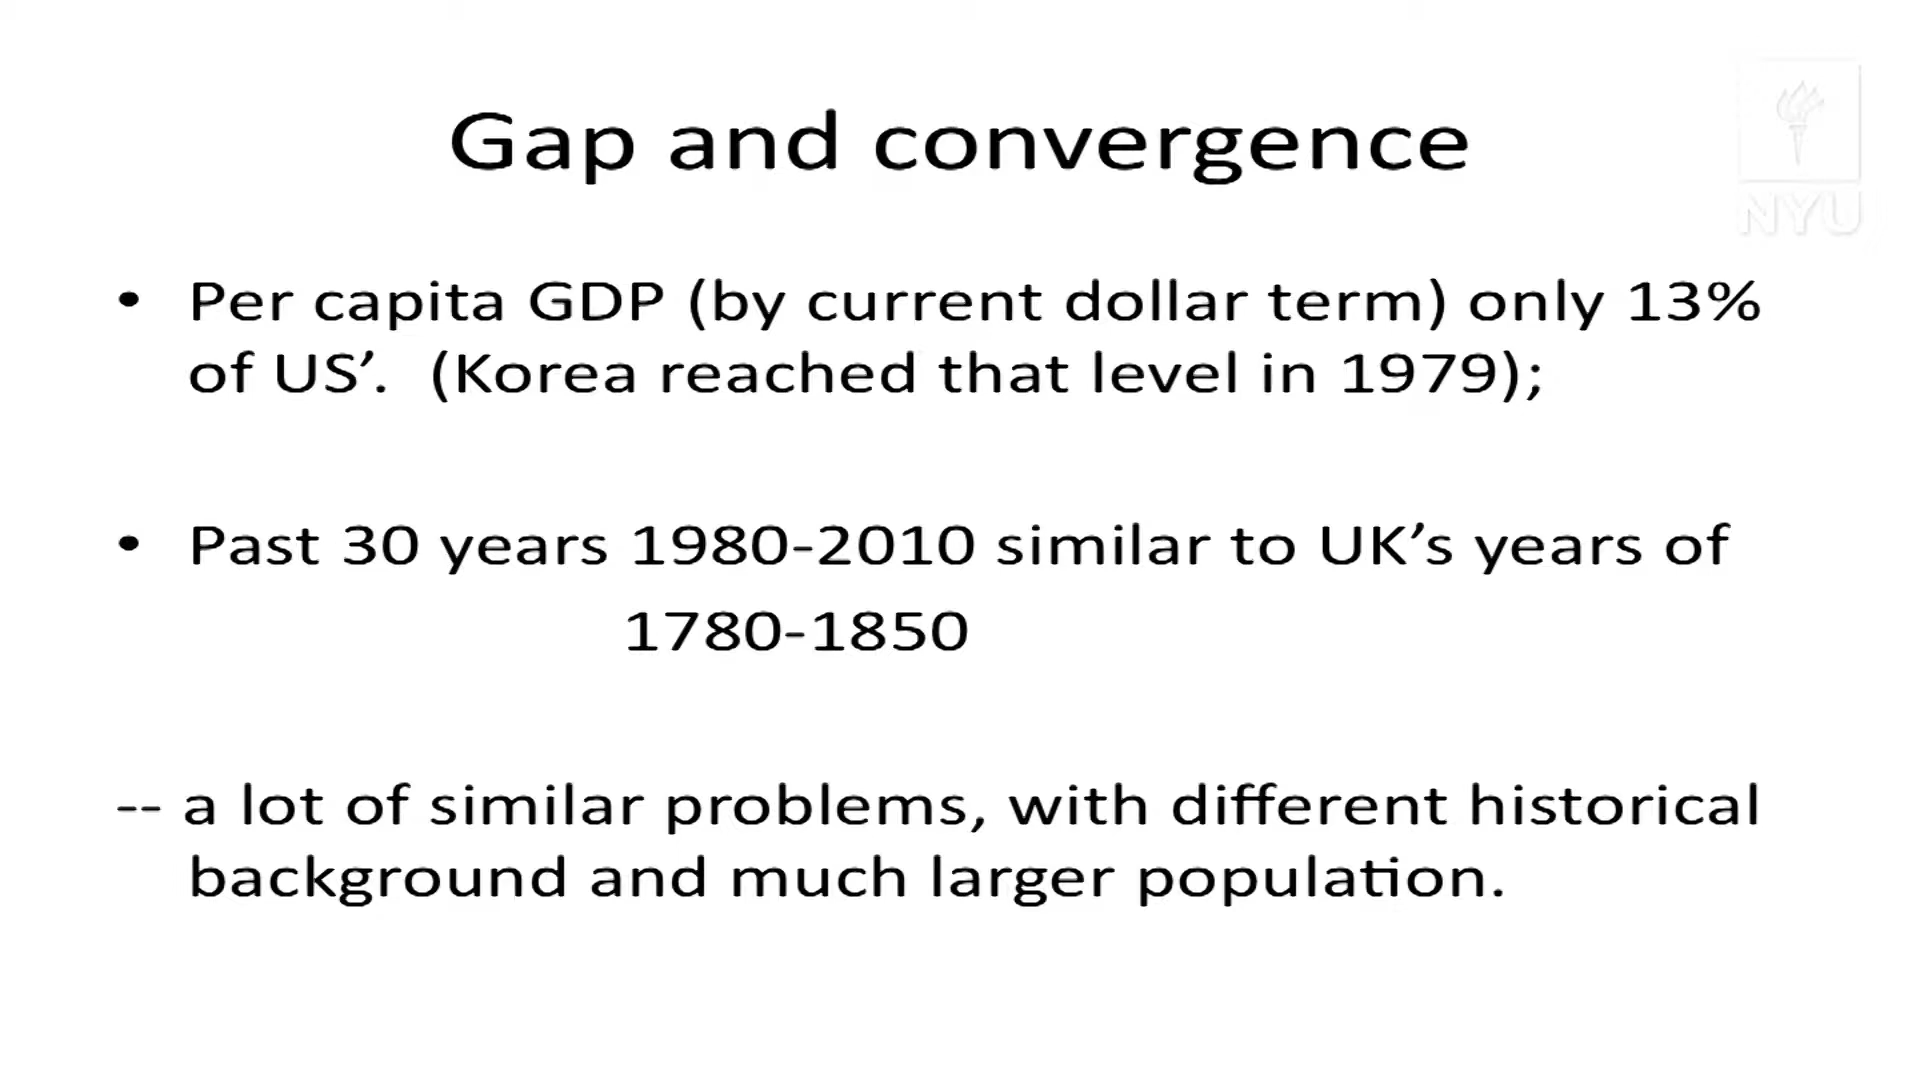 Gap and convergence
NYU
• Per capita GDP (by current dollar term) only 13%
of US’. (Korea reached that level in 1979);
• Past 30 years 1980-2010 similar to UK’s years of
1780-1850
-- a lot of similar problems, with different historical
background and much larger population.